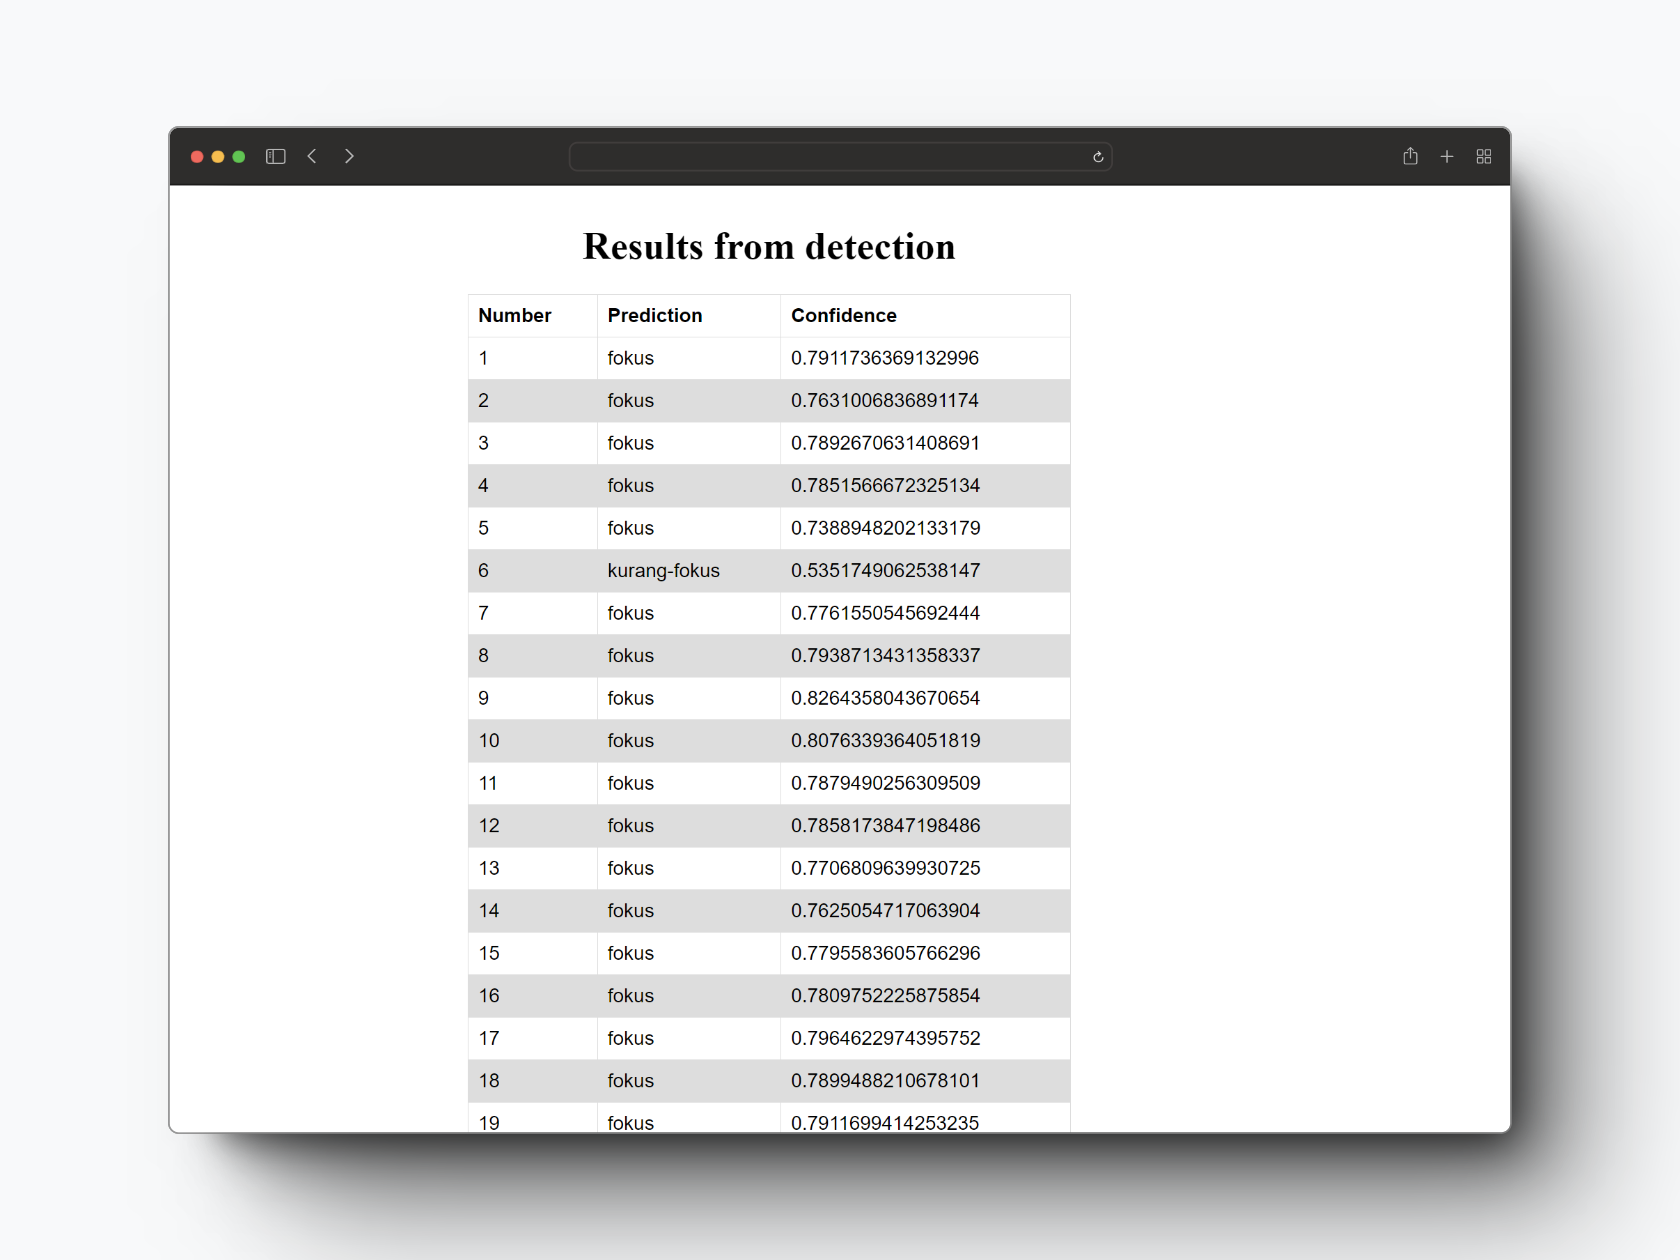 Results from detection
Number Prediction Confidence
1 fokus 0.7911736369132996
2 fokus 0.7631006836891174
3 fokus 0.7892670631408691
4 fokus 0.7851566672325134
5 fokus 0.7388948202133179
6 kurang-fokus 0.5351749062538147
7 fokus 0.7761550545692444
8 fokus 0.7938713431358337
9 fokus 0.8264358043670654
10 fokus 0.8076339364051819
11 fokus 0.7879490256309509
12 fokus 0.7858173847198486
13 fokus 0.7706809639930725
14 fokus 0.7625054717063904
15 fokus 0.7795583605766296
16 fokus 0.7809752225875854
17 fokus 0.7964622974395752
18 fokus 0.7899488210678101
19 fokus 0.7911699414253235